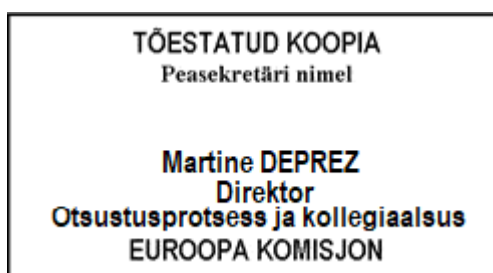 TÕESTATUD KOOPIA
Peasekretäri nimel
Martine DEPREZ
Direktor
Otsustusprotsess ja kollegiaalsus
EUROOPA KOMISJON